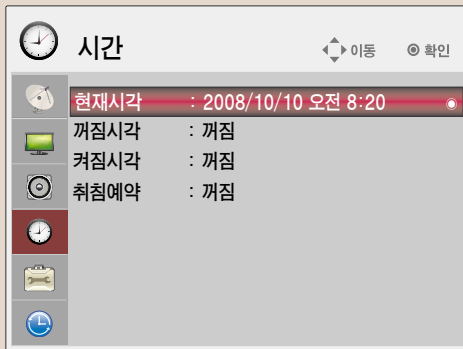 시간 이동 확인
현재시각 : 2008/10/10 오전 8:20
꺼짐시각 : 꺼짐
켜짐시각 : 꺼짐
취침예약 : 꺼짐